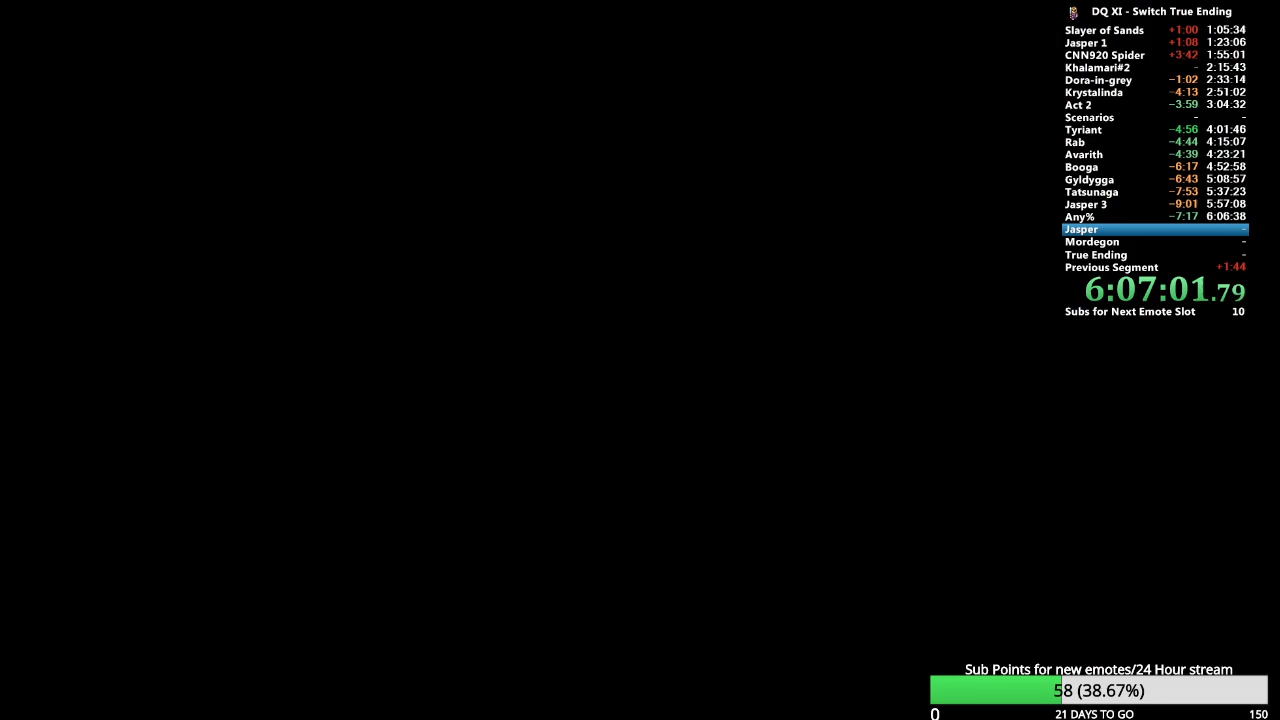 DQ XI - Switch True Ending
Slayer of Sands +1:00 1:05:34
Jasper 1 +1:08 1:23:06
CNN920 Spider +3:42 1:55:01
Khalamari#2 - 2:15:43
Dora-in-grey −1:02 2:33:14
Krystalinda −4:13 2:51:02
Act 2 −3:59 3:04:32
Scenarios - -
Tyriant −4:56 4:01:46
Rab −4:44 4:15:07
Avarith −4:39 4:23:21
Booga −6:17 4:52:58
Gyldygga −6:43 5:08:57
Tatsunaga −7:53 5:37:23
Jasper 3 −9:01 5:57:08
Any% −7:17 6:06:38
Jasper -
Mordegon -
True Ending -
Previous Segment +1:44
6:07:01.79
Subs for Next Emote Slot 10
Sub Points for new emotes/24 Hour stream
58 (38.67%)
0 21 DAYS TO GO 150